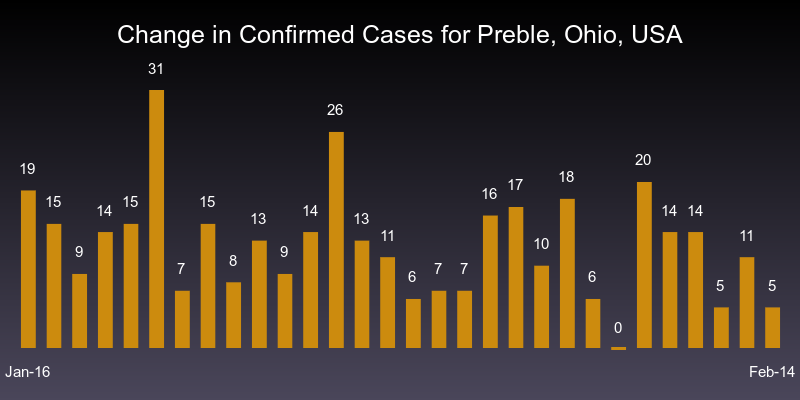 Change in Confirmed Cases for Preble, Ohio, USA
19 15 9 14 15 31 7 15 8 13 9 14 26 13 11 6 7 7 16 17 10 18 6 0 20 14 14 5 11 5
Jan-16 Feb-14